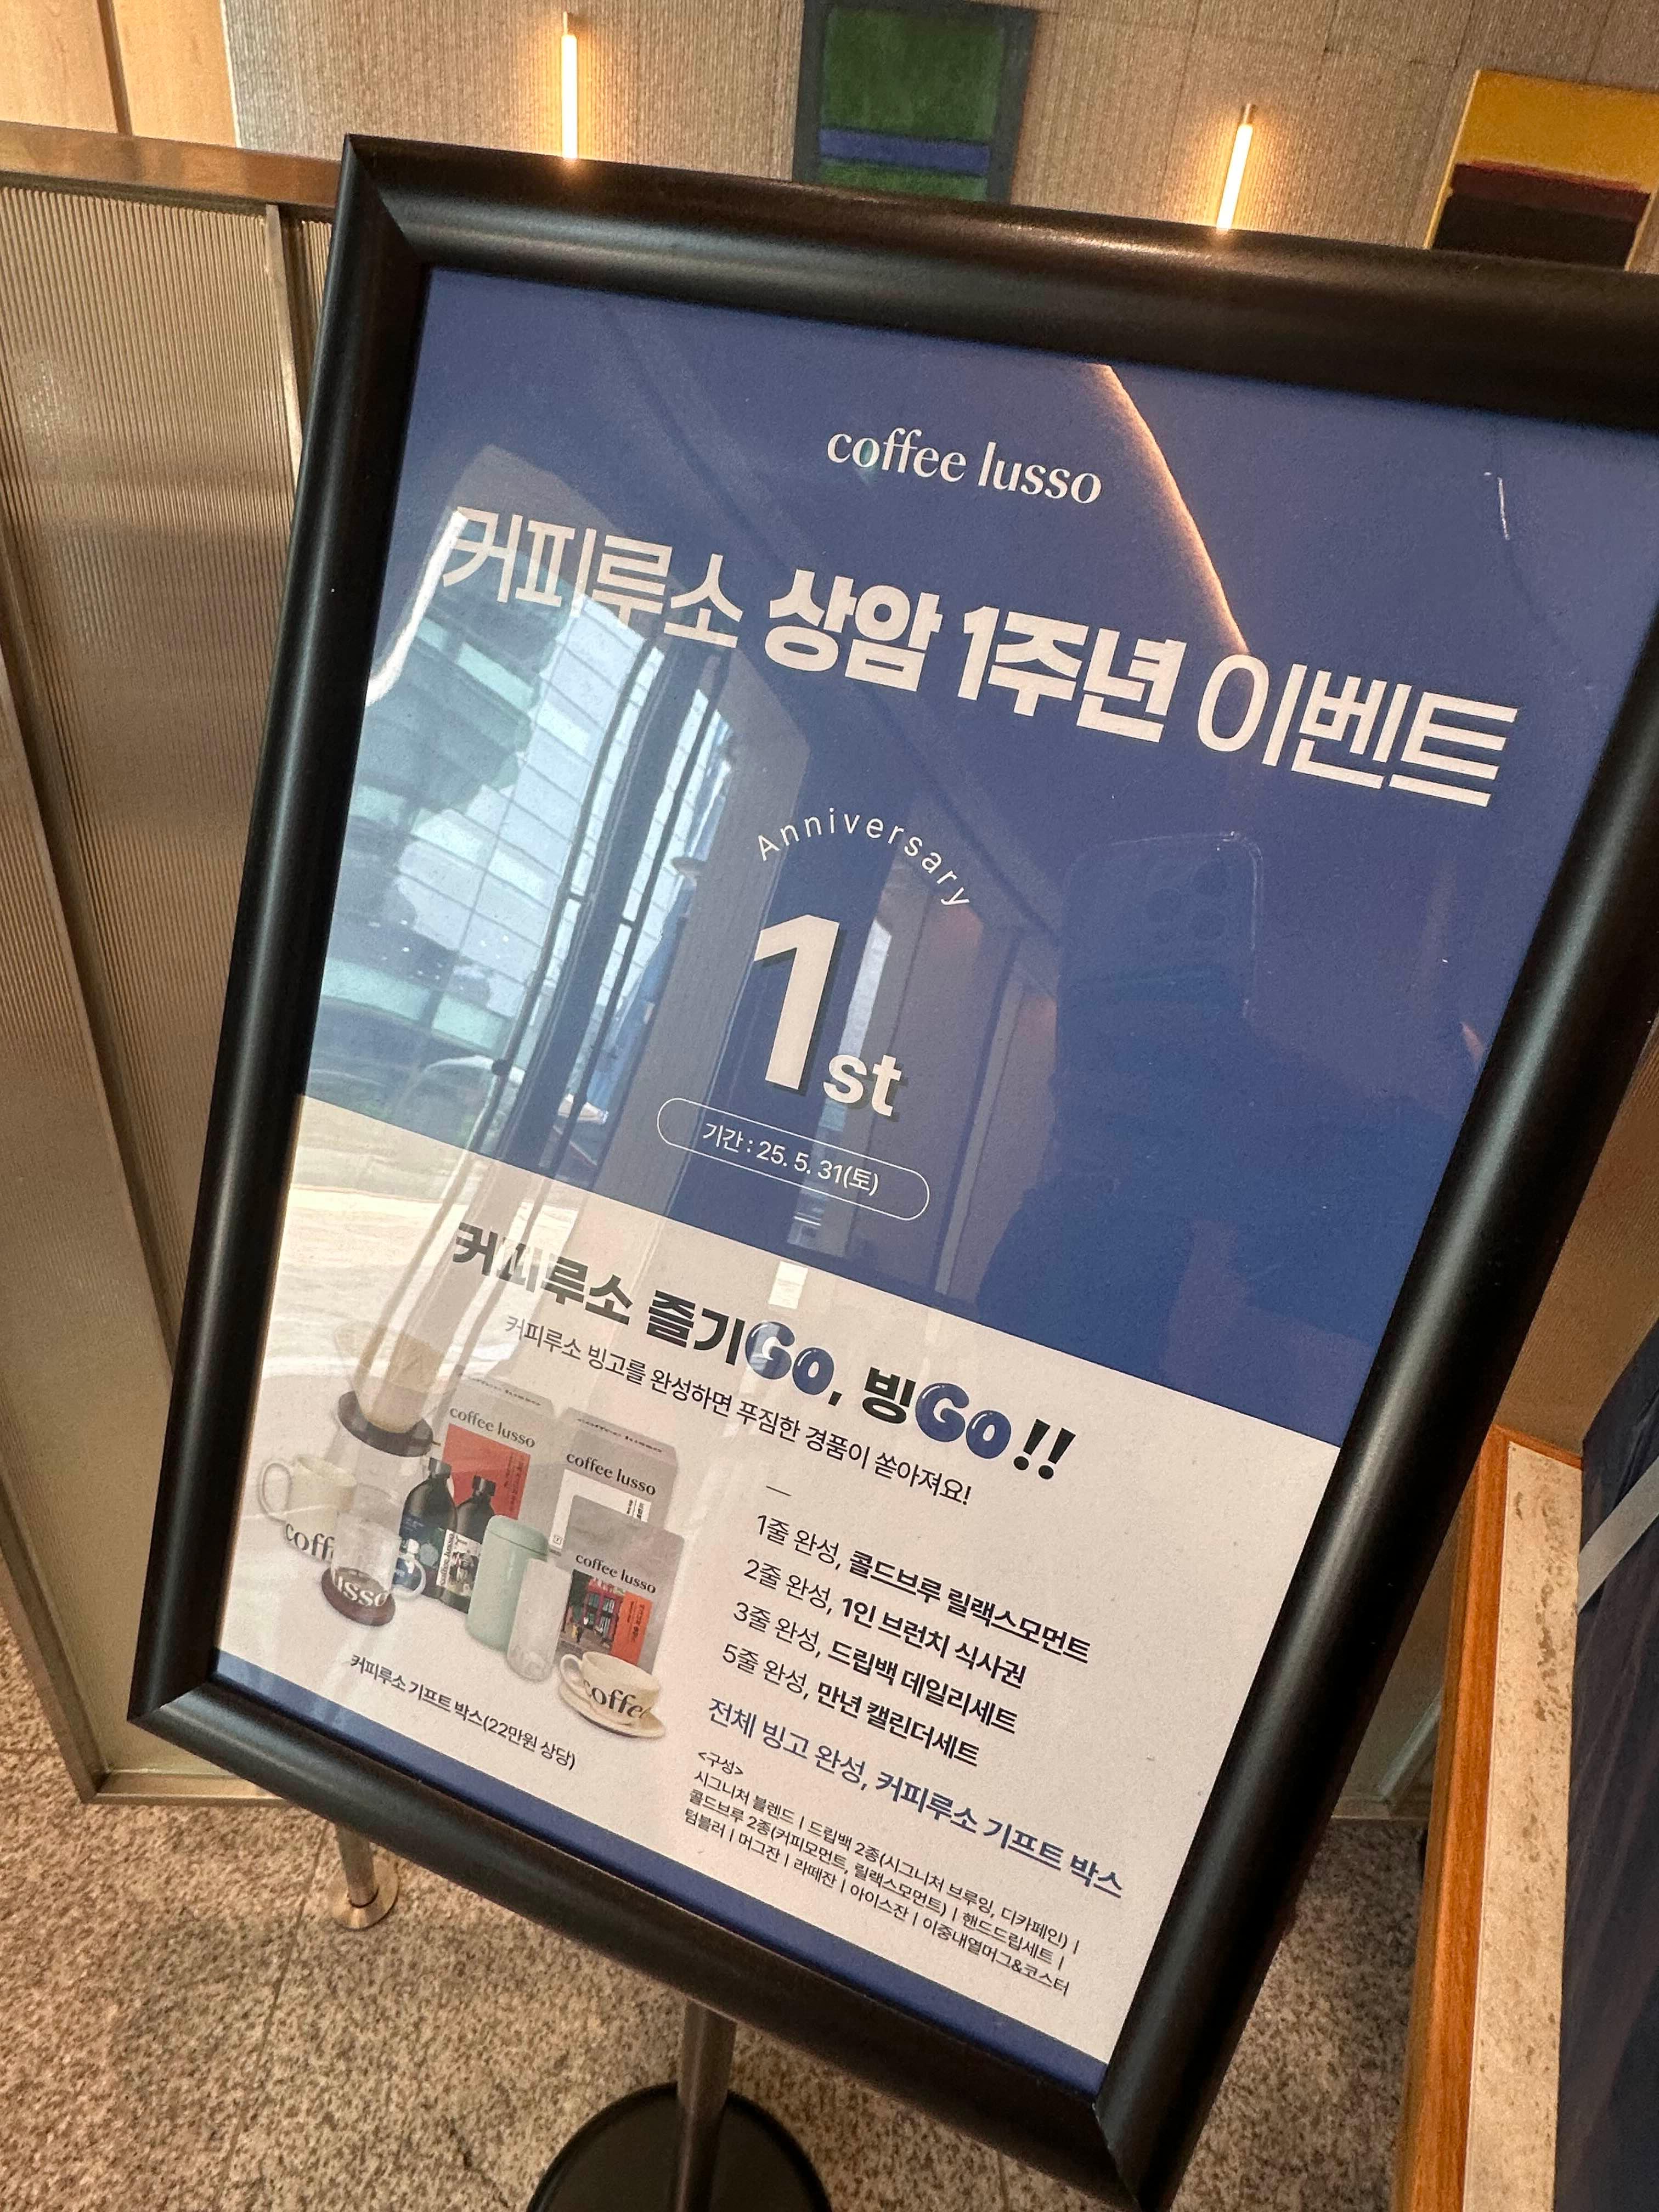 coffee lusso
커피루소 상암 1주년 이벤트
Anniversary
1st
기간 : 25. 5. 31(토)
커피루소 즐기Go, 빙Go!!
커피루소 빙고를 완성하면 푸짐한 경품이 쏟아져요!
1줄 완성, 콜드브루 릴랙스모먼트
2줄 완성, 1인 브런치 식사권
3줄 완성, 드립백 데일리세트
5줄 완성, 만년 캘린더세트
전체 빙고 완성, 커피루소 기프트 박스
<구성>
시그니처 블렌드 | 드립백 2종(시그니처 브루잉, 디카페인) |
콜드브루 2종(커피모먼트, 릴랙스모먼트) | 핸드드립세트 |
텀블러 | 머그잔 | 라떼잔 | 아이스잔 | 이중내열머그&코스터
coffee lusso
coffee lusso
coffee lusso
커피루소 기프트 박스(22만원 상당)